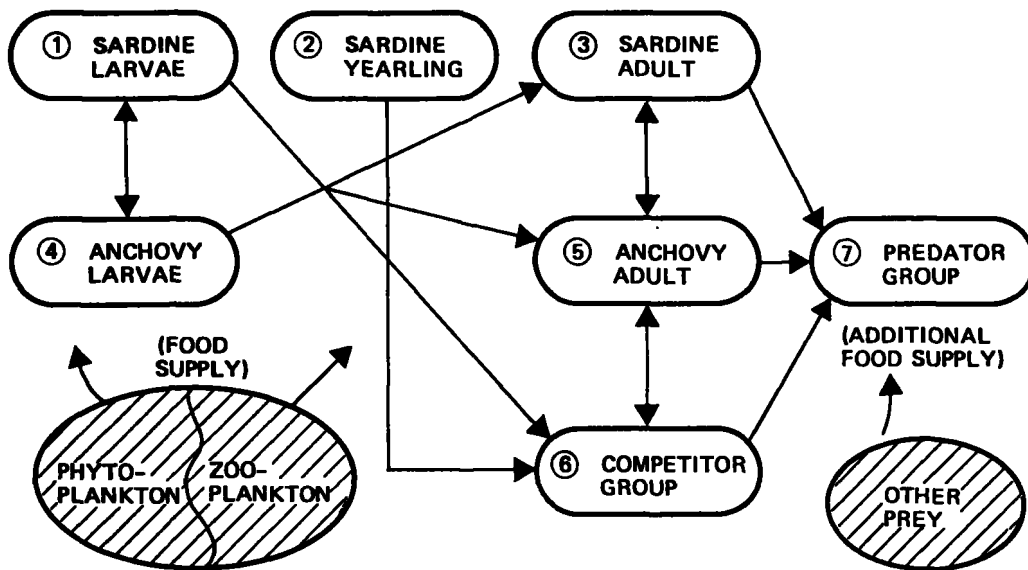 ① SARDINE
LARVAE
② SARDINE
YEARLING
③ SARDINE
ADULT
④ ANCHOVY
LARVAE
⑤ ANCHOVY
ADULT
⑦ PREDATOR
GROUP
(FOOD
SUPPLY)
(ADDITIONAL
FOOD SUPPLY)
PHYTO-
PLANKTON
ZOO-
PLANKTON
⑥ COMPETITOR
GROUP
OTHER
PREY